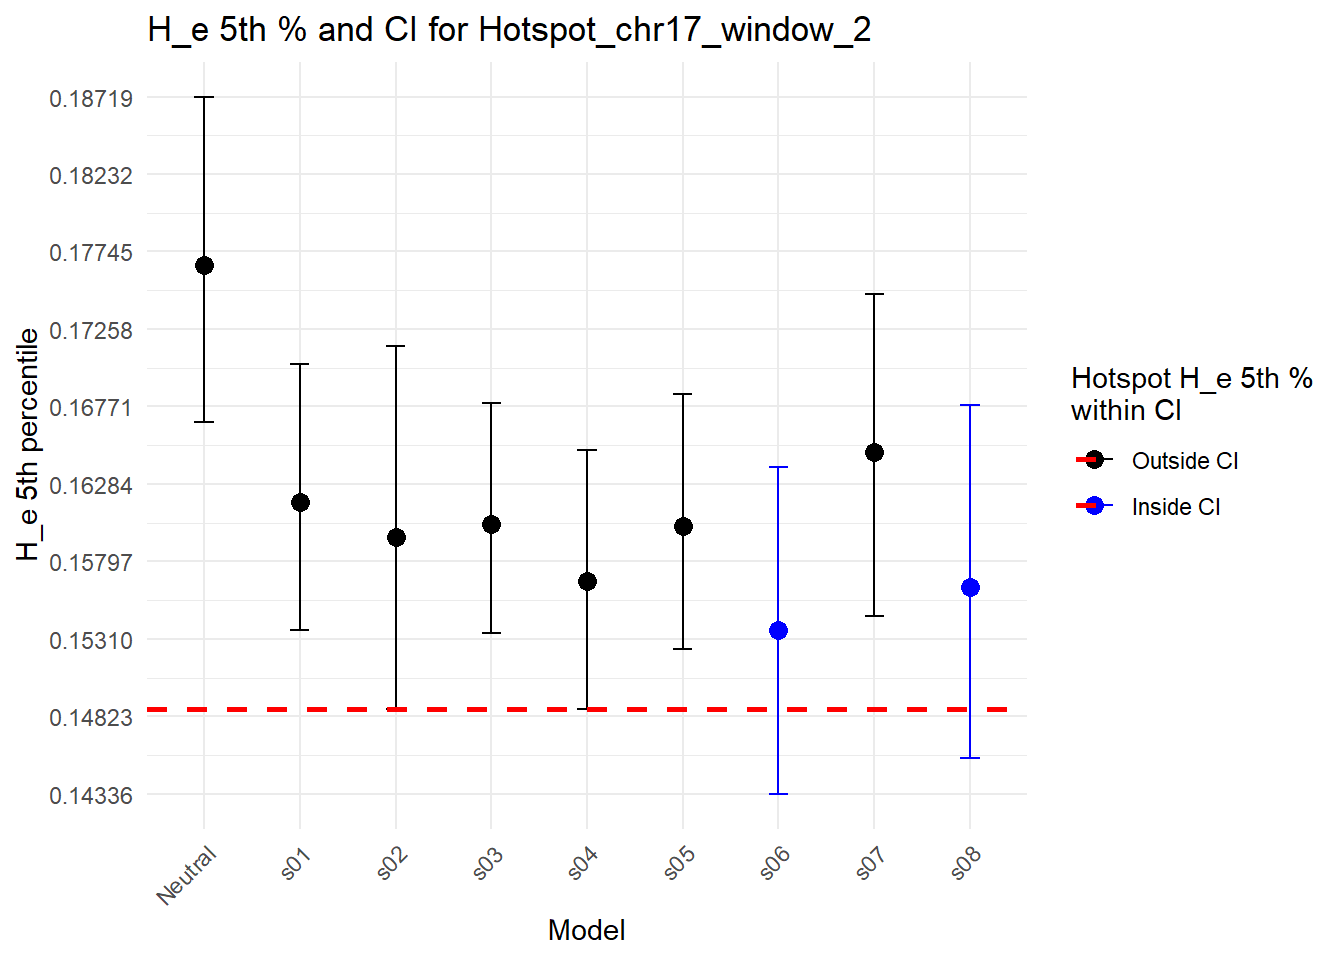 H_e 5th % and CI for Hotspot_chr17_window_2
H_e 5th percentile
0.18719
0.18232
0.17745
0.17258
0.16771
0.16284
0.15797
0.15310
0.14823
0.14336
Neutral
s01
s02
s03
s04
s05
s06
s07
s08
Model
Hotspot H_e 5th %
within CI
Outside CI
Inside CI